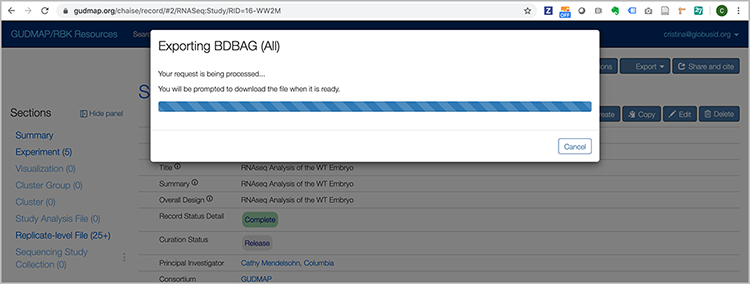 gudmap.org/chaise/record/#2/RNASeq:Study/RID=16-WW2M
OFF
C
GUDMAP/RBK Resources
Sea
cristina@globusid.org
Exporting BDBAG (All)
Your request is being processed...
You will be prompted to download the file when it is ready.
Cancel
ons
Export
Share and cite
S
Sections
Hide panel
eate
Copy
Edit
Delete
Summary
Experiment (5)
Visualization (0)
Cluster Group (0)
Cluster (0)
Study Analysis File (0)
Replicate-level File (25+)
Sequencing Study
Collection (0)
Title
RNAseq Analysis of the WT Embryo
Summary
RNAseq Analysis of the WT Embryo
Overall Design
RNAseq Analysis of the WT Embryo
Record Status Detail
Complete
Curation Status
Release
Principal Investigator
Cathy Mendelsohn, Columbia
Consortium
GUDMAP